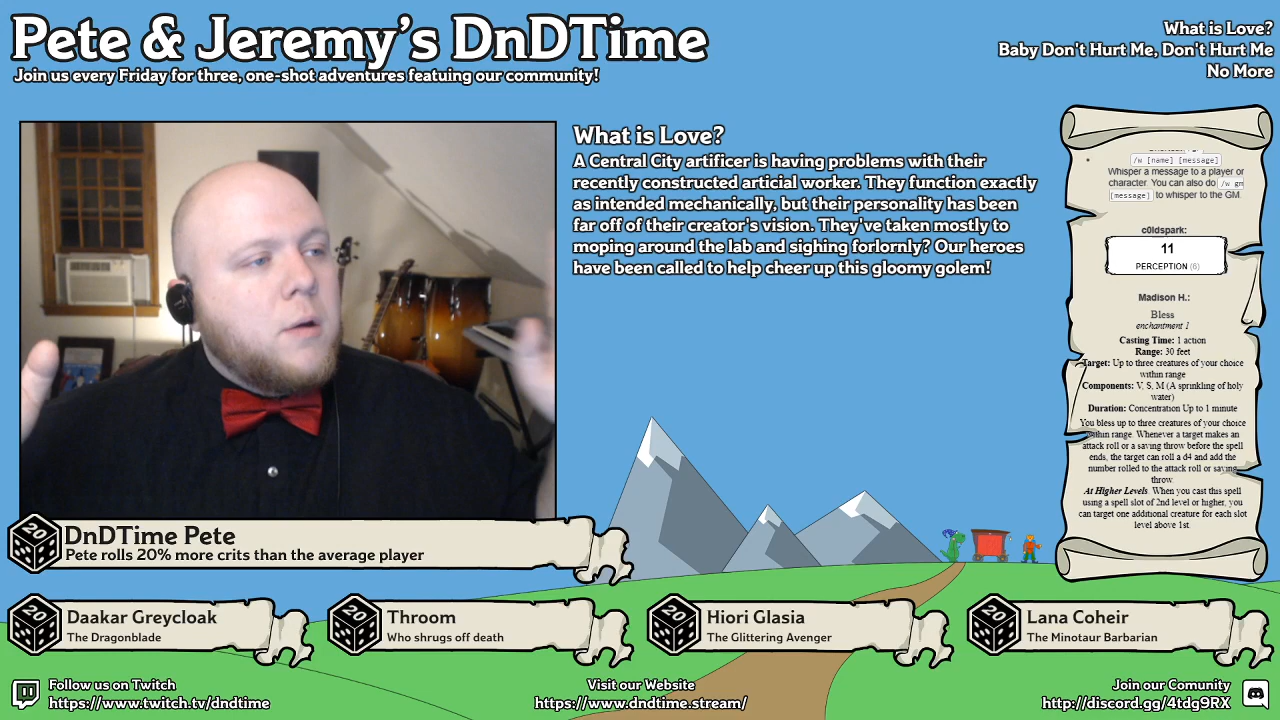 Pete & Jeremy's DnDTime
Join us every Friday for three, one-shot adventures featuing our community!
What is Love?
Baby Don't Hurt Me, Don't Hurt Me
No More
What is Love?
A Central City artificer is having problems with their
recently constructed articial worker. They function exactly
as intended mechanically, but their personality has been
far off of their creator's vision. They've taken mostly to
moping around the lab and sighing forlornly? Our heroes
have been called to help cheer up this gloomy golem!
/w [name] [message]
Whisper a message to a player or
character. You can also do /w gm
[message] to whisper to the GM.
c0ldspark:
11
PERCEPTION (6)
Madison H.:
Bless
enchantment 1
Casting Time: 1 action
Range: 30 feet
Target: Up to three creatures of your choice
within range
Components: V, S, M (A sprinkling of holy
water)
Duration: Concentration Up to 1 minute
You bless up to three creatures of your choice
within range. Whenever a target makes an
attack roll or a saving throw before the spell
ends, the target can roll a d4 and add the
number rolled to the attack roll or saving
throw.
At Higher Levels. When you cast this spell
using a spell slot of 2nd level or higher, you
can target one additional creature for each slot
level above 1st.
20
DnDTime Pete
Pete rolls 20% more crits than the average player
20
Daakar Greycloak
The Dragonblade
20
Throom
Who shrugs off death
20
Hiori Glasia
The Glittering Avenger
20
Lana Coheir
The Minotaur Barbarian
Follow us on Twitch
https://www.twitch.tv/dndtime
Visit our Website
https://www.dndtime.stream/
Join our Comunity
http://discord.gg/4tdg9RX